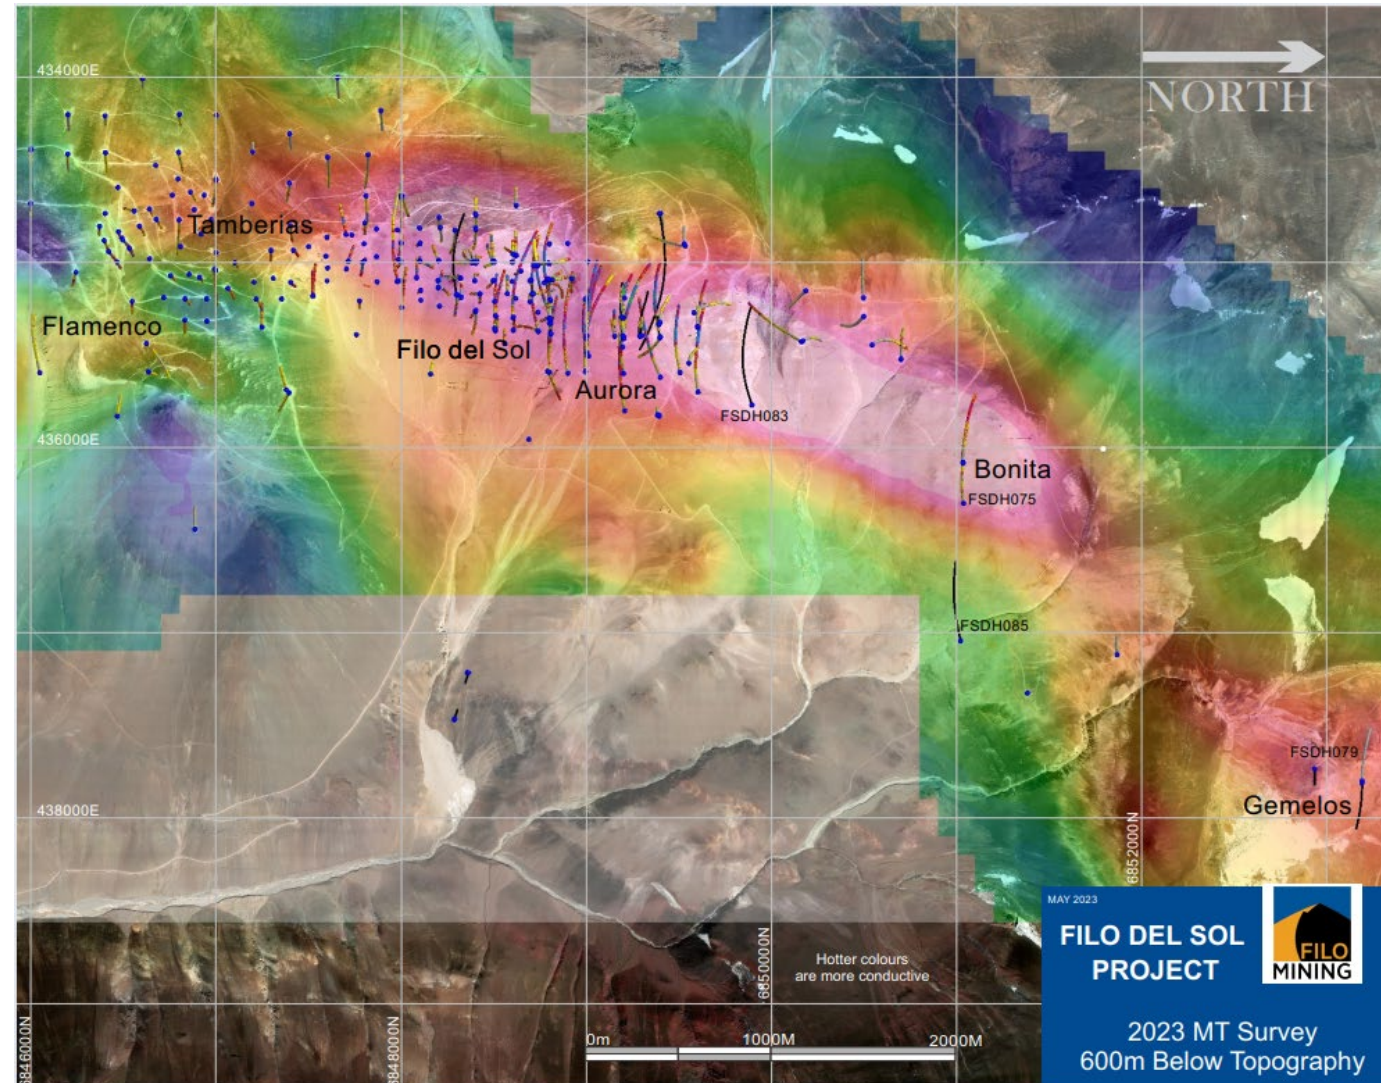 434000E
NORTH
Tamberias
Flamenco
Filo del Sol
Aurora
FSDH083
436000E
Bonita
FSDH075
FSDH085
FSDH079
Gemelos
438000E
6852000N
MAY 2023
FILO DEL SOL
PROJECT
FILO
MINING
Hotter colours
are more conductive
6850000N
6848000N
6846000N
0m
1000M
2000M
2023 MT Survey
600m Below Topography